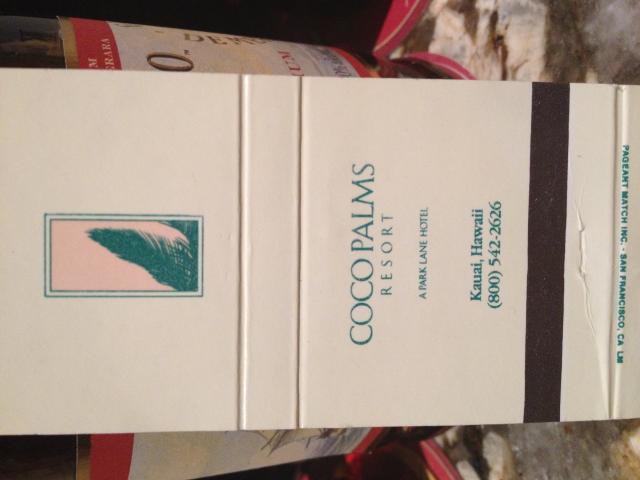 COCO PALMS
RESORT
A PARK LANE HOTEL
Kauai, Hawaii
(800) 542-2626
PAGEANT MATCH INC. - SAN FRANCISCO, CA LM